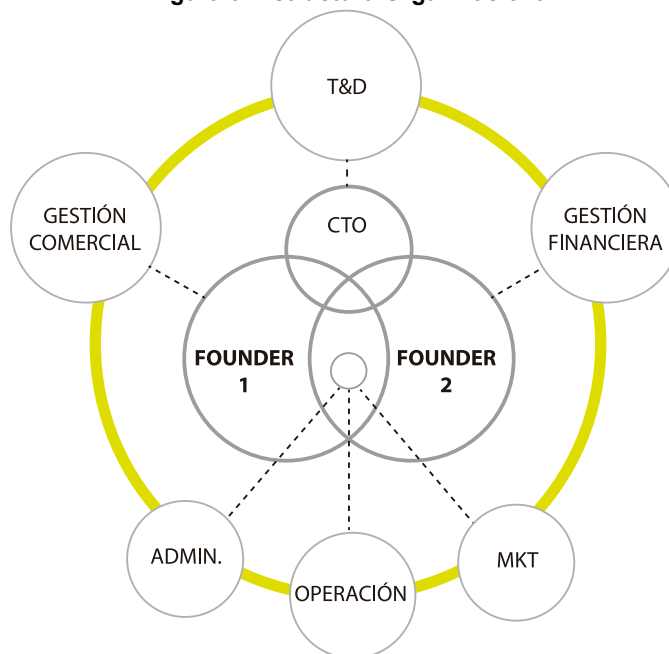 T&D
CTO
GESTIÓN
COMERCIAL
GESTIÓN
FINANCIERA
FOUNDER
1
FOUNDER
2
ADMIN.
OPERACIÓN
MKT